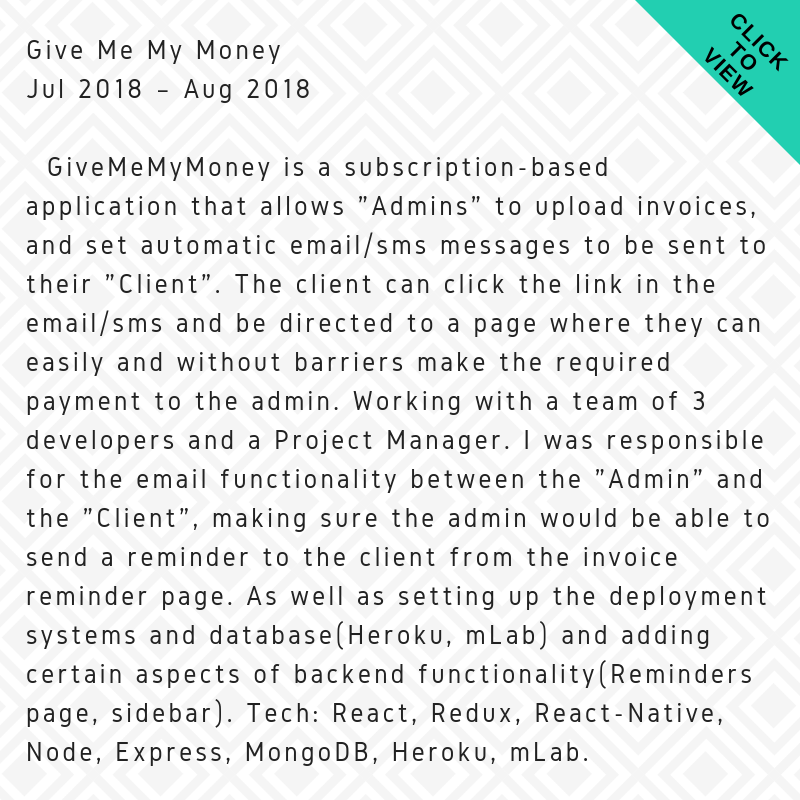 Give Me My Money
Jul 2018 – Aug 2018
CLICK
TO
VIEW
GiveMeMyMoney is a subscription-based
application that allows "Admins" to upload invoices,
and set automatic email/sms messages to be sent to
their "Client". The client can click the link in the
email/sms and be directed to a page where they can
easily and without barriers make the required
payment to the admin. Working with a team of 3
developers and a Project Manager. I was responsible
for the email functionality between the "Admin" and
the "Client", making sure the admin would be able to
send a reminder to the client from the invoice
reminder page. As well as setting up the deployment
systems and database(Heroku, mLab) and adding
certain aspects of backend functionality(Reminders
page, sidebar). Tech: React, Redux, React-Native,
Node, Express, MongoDB, Heroku, mLab.